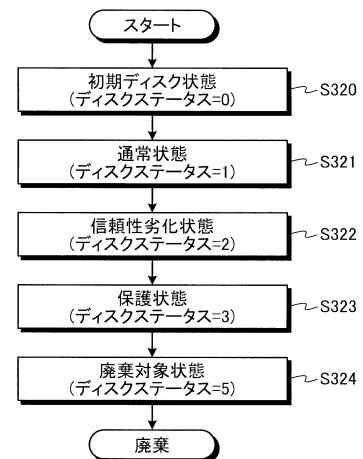 スタート
初期ディスク状態
(ディスクステータス=0)
S320
通常状態
(ディスクステータス=1)
S321
信頼性劣化状態
(ディスクステータス=2)
S322
保護状態
(ディスクステータス=3)
S323
廃棄対象状態
(ディスクステータス=5)
S324
廃棄